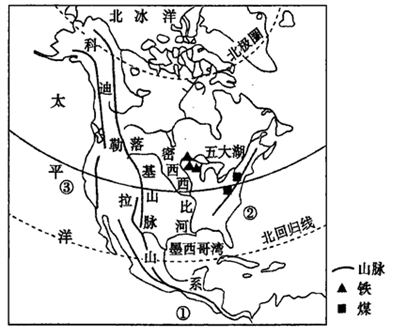 北冰洋
北极圈
太平洋
科迪勒拉山系
落基山脉
密西西比河
五大湖
③
②
北回归线
墨西哥湾
①
山脉
铁
煤